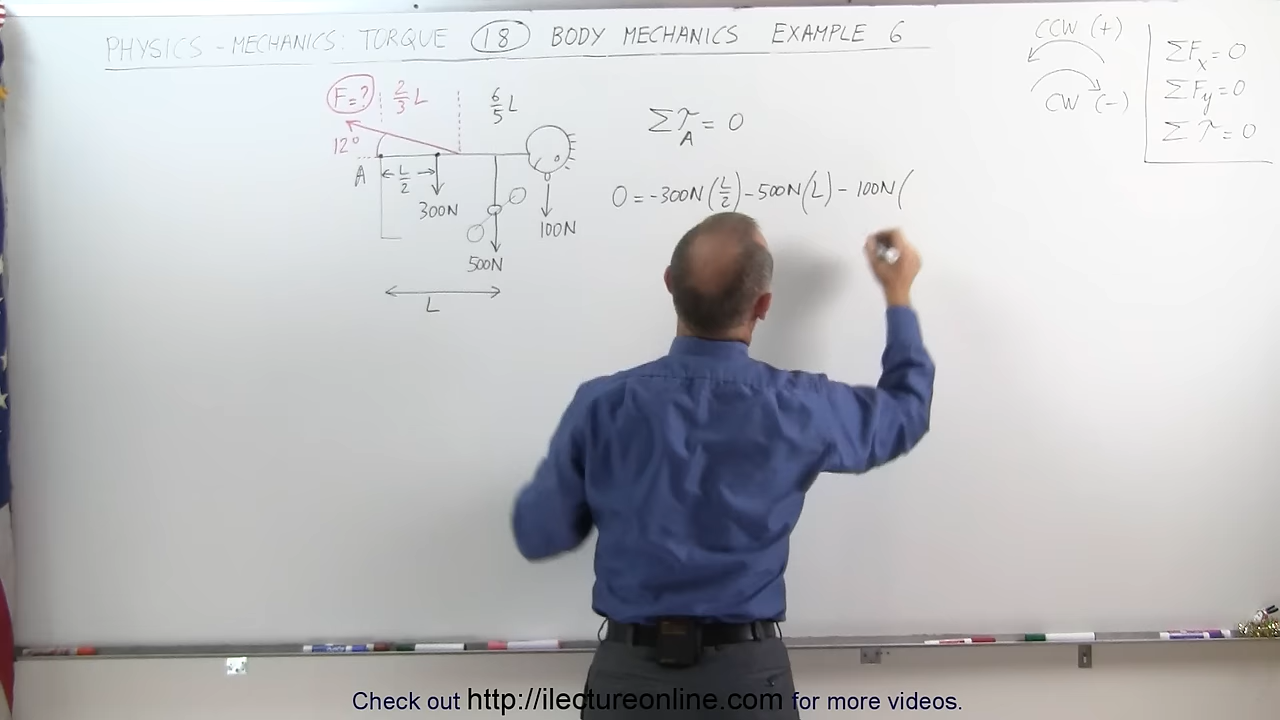 PHYSICS - MECHANICS: TORQUE 18 BODY MECHANICS EXAMPLE 6
CCW (+)
CW (-)
ΣFx = 0
ΣFy = 0
Στ = 0
F = ?
2/3 L
6/5 L
12°
A
L/2
300N
500N
100N
L
Στ_A = 0
0 = -300N(L/2) - 500N(L) - 100N(
Check out http://ilectureonline.com for more videos.